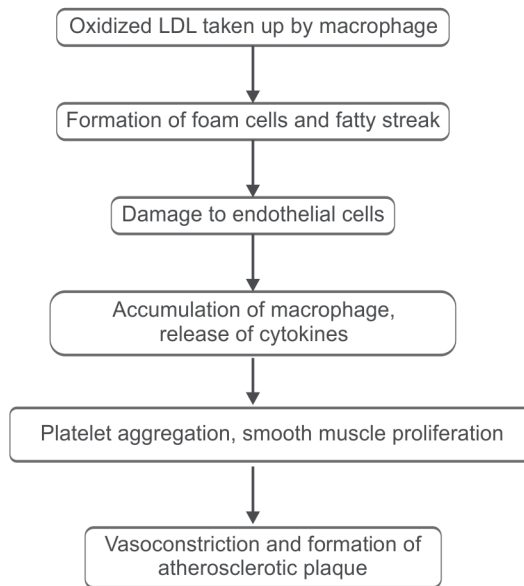 Oxidized LDL taken up by macrophage
Formation of foam cells and fatty streak
Damage to endothelial cells
Accumulation of macrophage,
release of cytokines
Platelet aggregation, smooth muscle proliferation
Vasoconstriction and formation of
atherosclerotic plaque